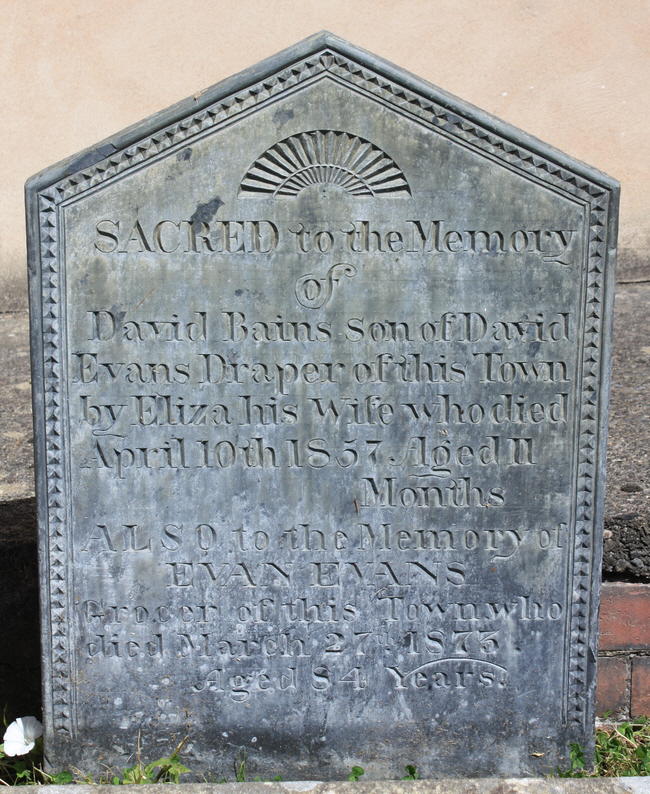 SACRED to the Memory
of
David Bains son of David
Evans Draper of this Town
by Eliza his Wife who died
April 10th 1857 Aged 11
Months
ALSO to the Memory of
EVAN EVANS
Grocer of this Town who
died March 27th 1873.
Aged 84 Years.